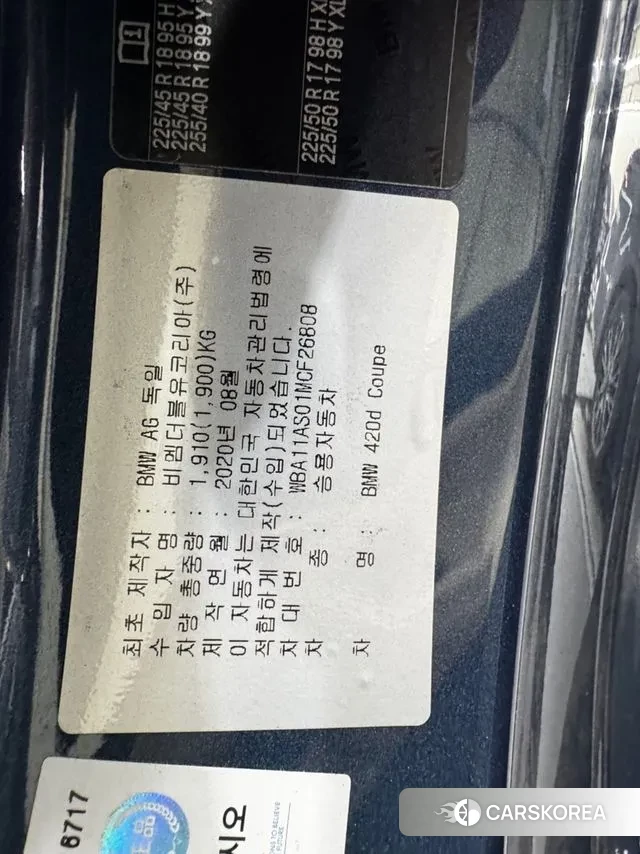 225/45 R 18 95 H
225/45 R 18 95 Y
255/40 R 18 99 Y
225/50 R 17 98 H XL
225/50 R 17 98 Y XL
최초 제작자 : BMW AG 독일
수 입 자 명 : 비엠더블유코리아(주)
차량 총중량 : 1,910(1,900)KG
제 작 연 월 : 2020년 08월
이 자동차는 대한민국 자동차관리법령에
적합하게 제작(수입)되었습니다.
차 대 번 호 : WBA11AS01MCF26808
차 종 : 승용자동차
차 명 : BMW 420d Coupe
6717
시오
CARSKOREA